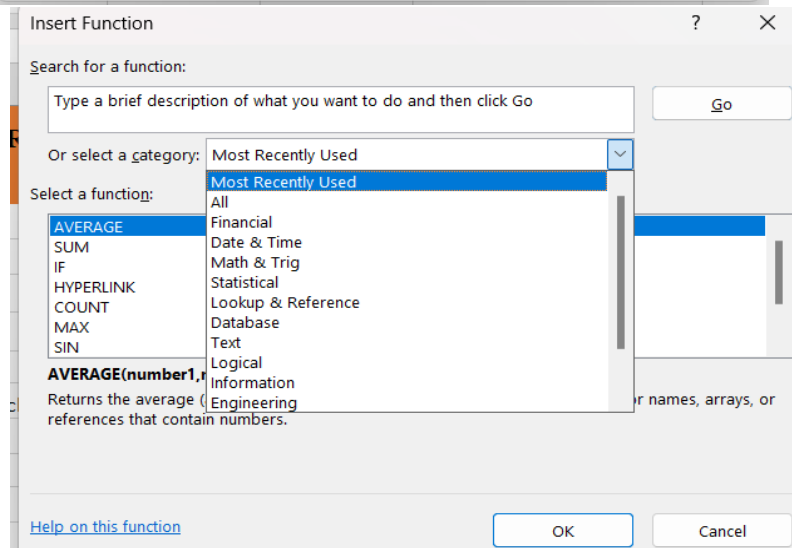 Insert Function
?
Search for a function:
Type a brief description of what you want to do and then click Go
Go
Or select a category: Most Recently Used
Most Recently Used
All
Financial
Date & Time
Math & Trig
Statistical
Lookup & Reference
Database
Text
Logical
Information
Engineering
Select a function:
AVERAGE
SUM
IF
HYPERLINK
COUNT
MAX
SIN
AVERAGE(number1,
Returns the average ( r names, arrays, or
references that contain numbers.
Help on this function
OK
Cancel